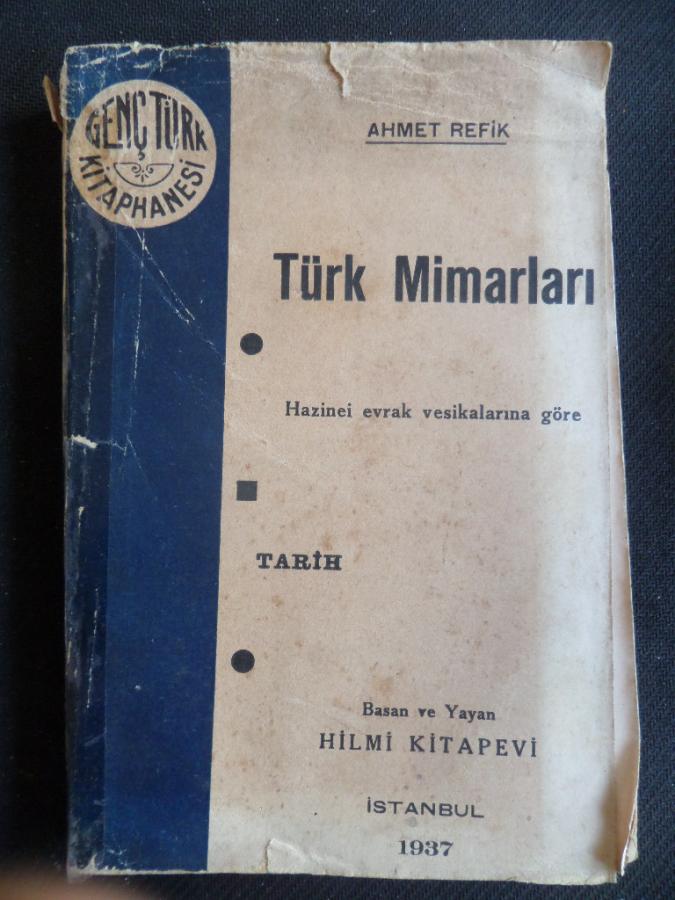 GENÇ TÜRK
KİTAPHANESİ
AHMET REFİK
Türk Mimarları
Hazinei evrak vesikalarına göre
TARİH
Basan ve Yayan
HİLMİ KİTAPEVİ
İSTANBUL
1937